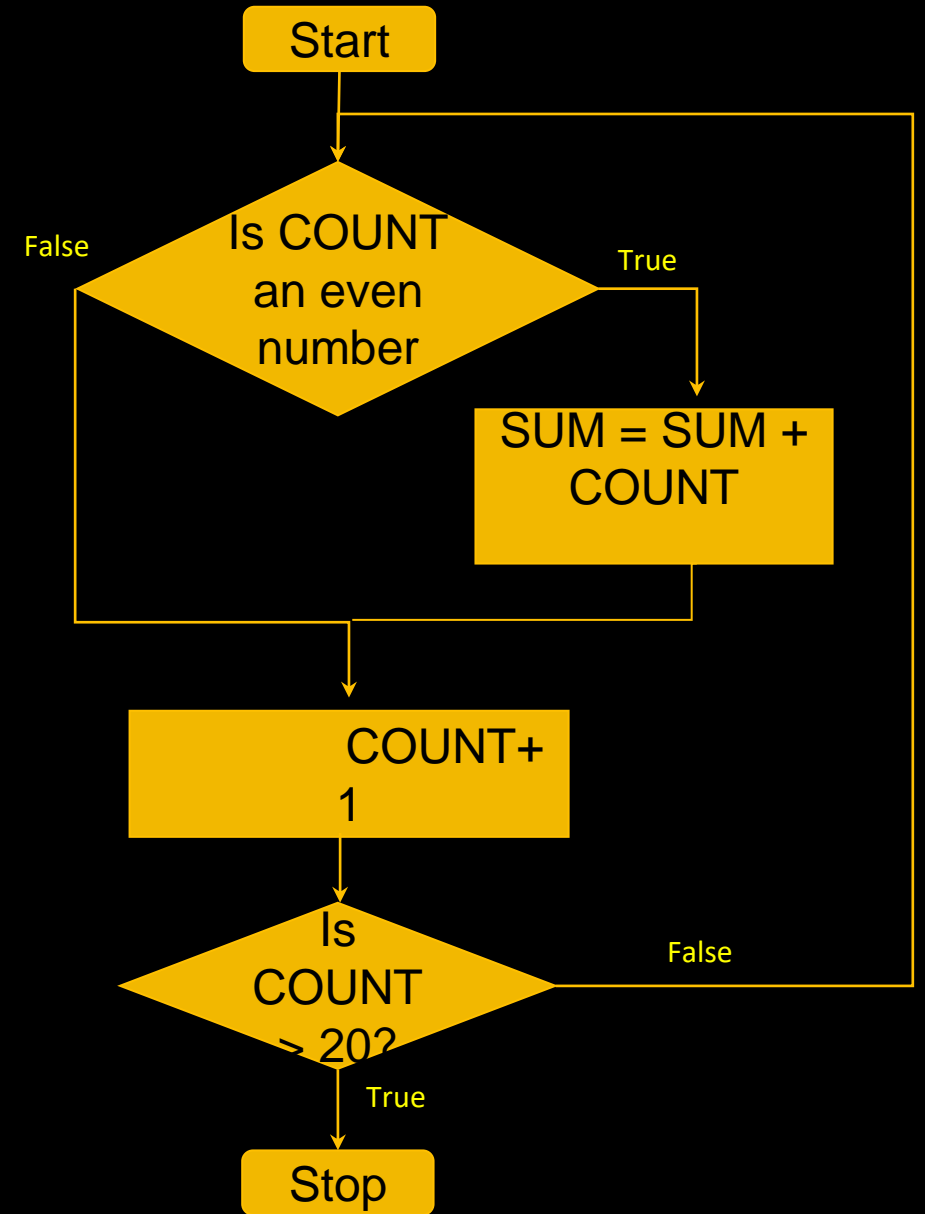 Start
Is COUNT
an even
number
False
True
SUM = SUM +
COUNT
COUNT+
1
Is
COUNT
> 20?
False
True
Stop